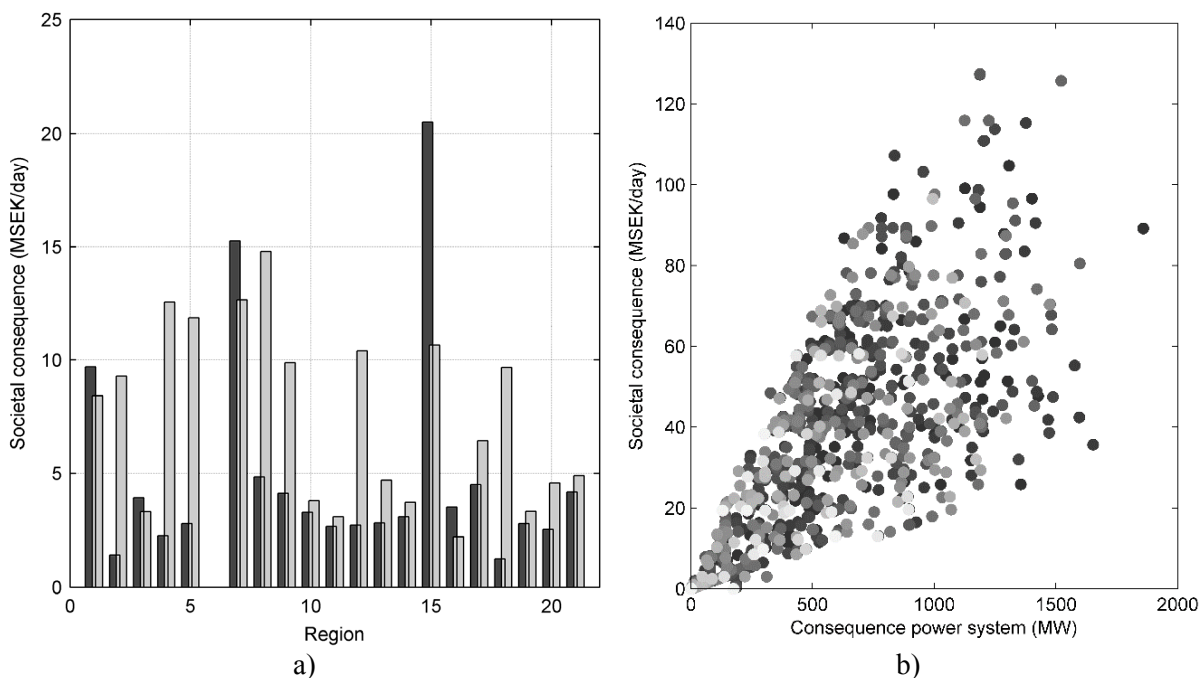 25
20
15
10
5
0
Societal consequence (MSEK/day)
0 5 10 15 20
Region
a)
140
120
100
80
60
40
20
0
Societal consequence (MSEK/day)
0 500 1000 1500 2000
Consequence power system (MW)
b)